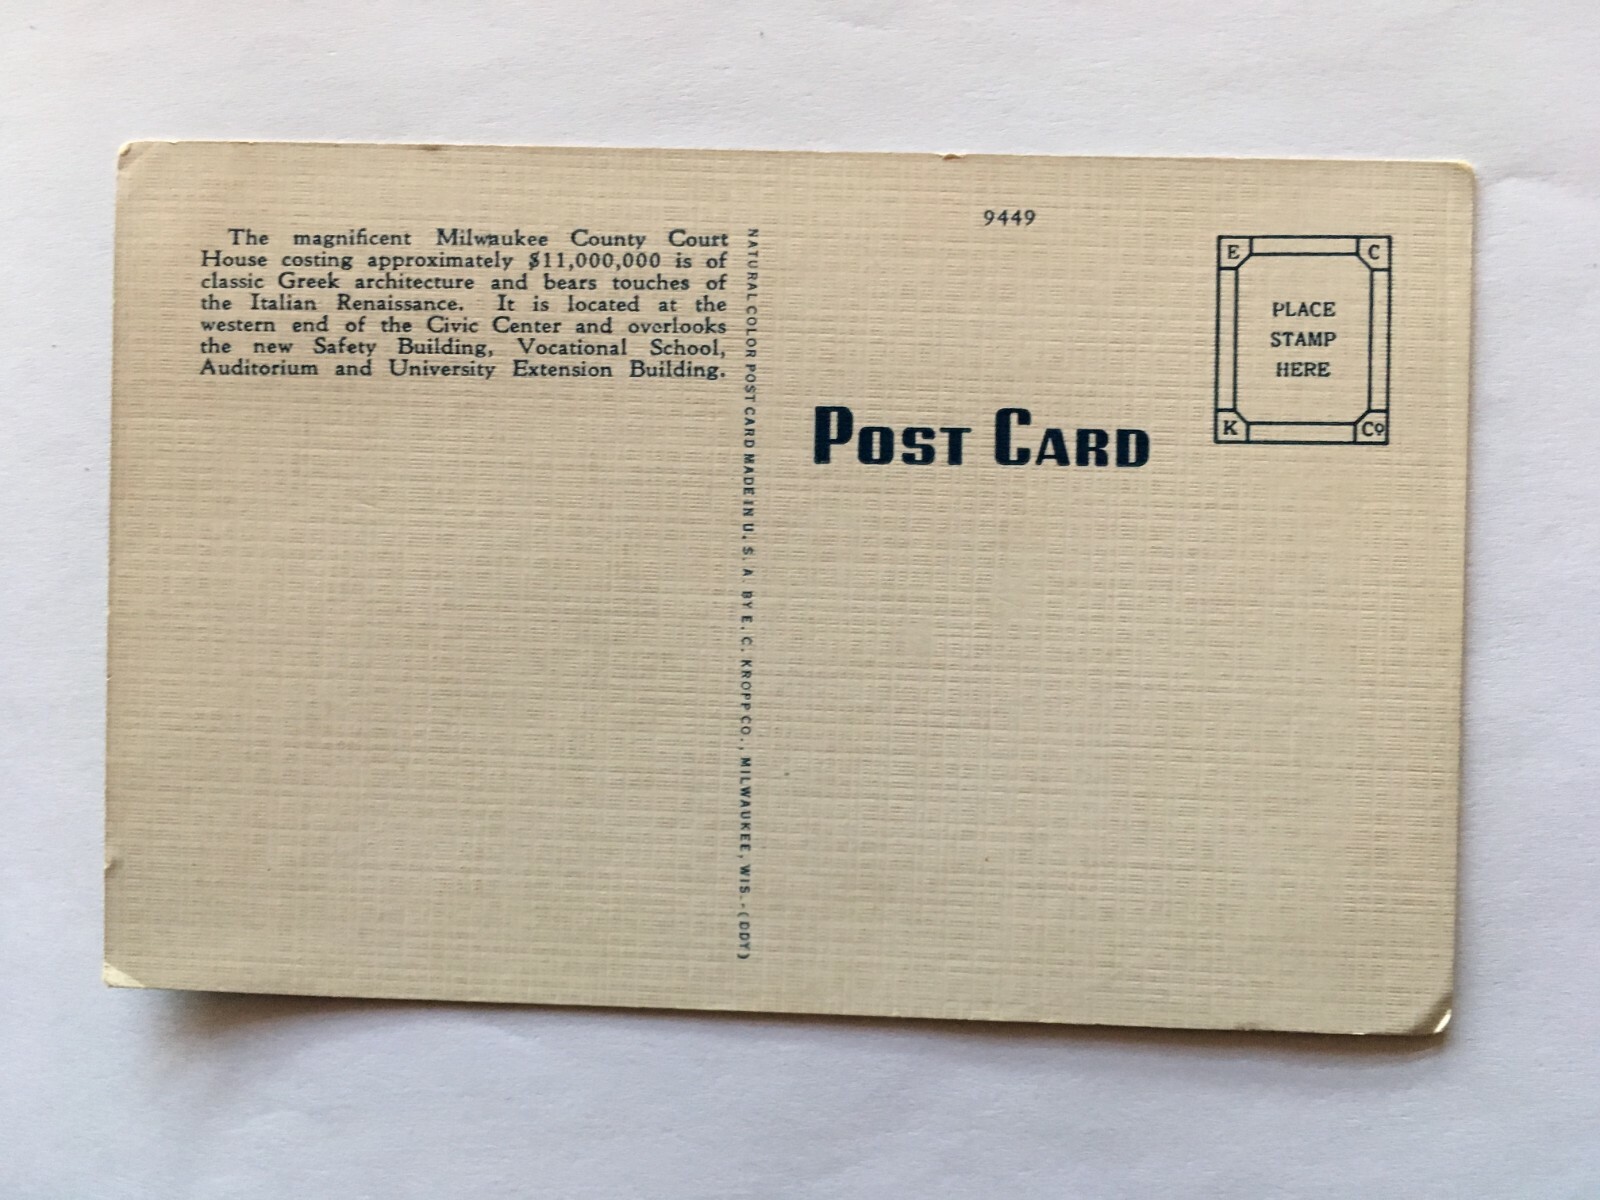 The magnificent Milwaukee County Court
House costing approximately $11,000,000 is of
classic Greek architecture and bears touches of
the Italian Renaissance. It is located at the
western end of the Civic Center and overlooks
the new Safety Building, Vocational School,
Auditorium and University Extension Building.
NATURAL COLOR POST CARD MADE IN U. S. A. BY E. C. KROPP CO., MILWAUKEE, WIS. - (DDY)
9449
POST CARD
E C
PLACE
STAMP
HERE
K Co